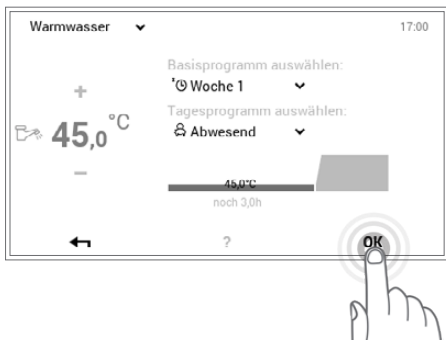 Warmwasser
17:00
Basisprogramm auswählen:
Woche 1
Tagesprogramm auswählen:
Abwesend
+
45,0°C
–
45,0°C
noch 3,0h
?
OK